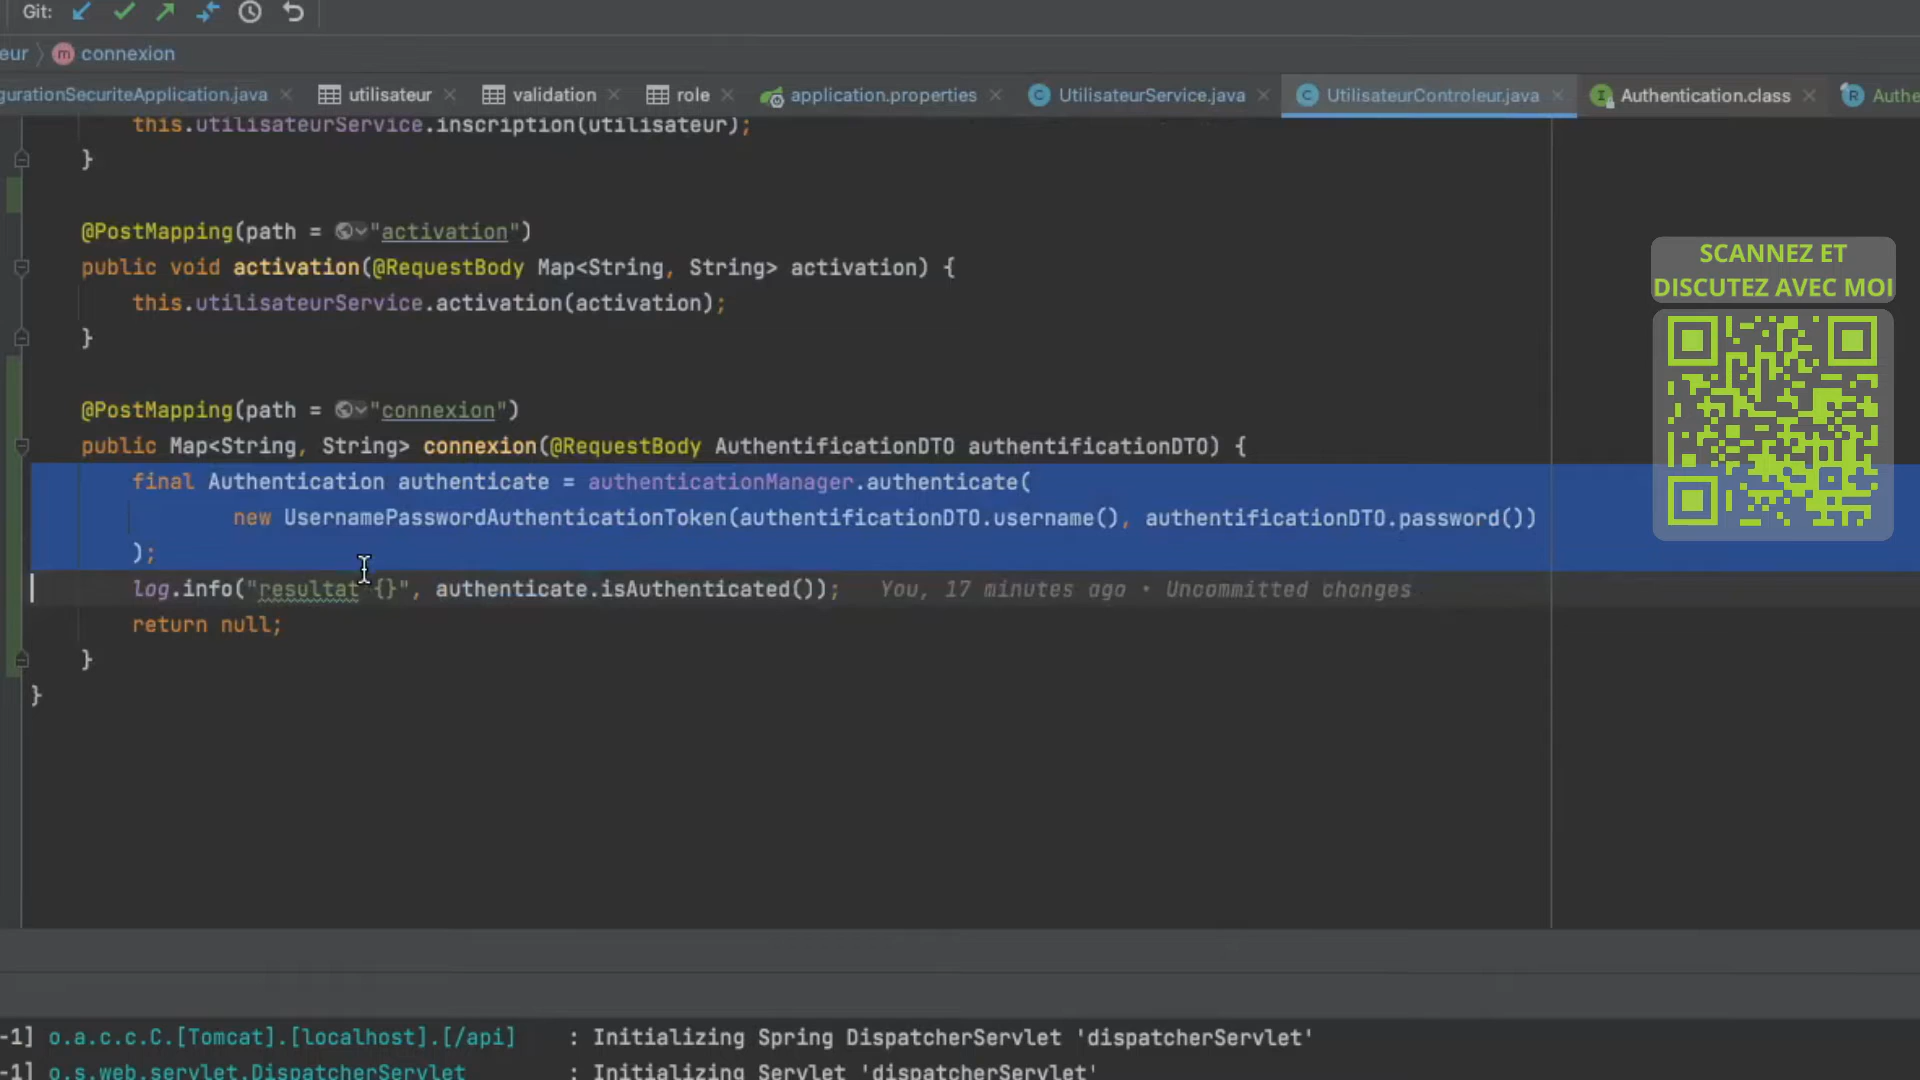 Git:
eur > connexion
gurationSecuriteApplication.java utilisateur validation role application.properties UtilisateurService.java UtilisateurControleur.java Authentication.class Authe
this.utilisateurService.inscription(utilisateur);
}
@PostMapping(path = "activation")
public void activation(@RequestBody Map<String, String> activation) {
this.utilisateurService.activation(activation);
}
@PostMapping(path = "connexion")
public Map<String, String> connexion(@RequestBody AuthentificationDTO authentificationDTO) {
final Authentication authenticate = authenticationManager.authenticate(
new UsernamePasswordAuthenticationToken(authentificationDTO.username(), authentificationDTO.password())
);
log.info("resultat {}", authenticate.isAuthenticated()); You, 17 minutes ago • Uncommitted changes
return null;
}
}
SCANNEZ ET
DISCUTEZ AVEC MOI
-1] o.a.c.c.C.[Tomcat].[localhost].[/api] : Initializing Spring DispatcherServlet 'dispatcherServlet'
-1] o.s.web.servlet.DispatcherServlet : Initializing Servlet 'dispatcherServlet'